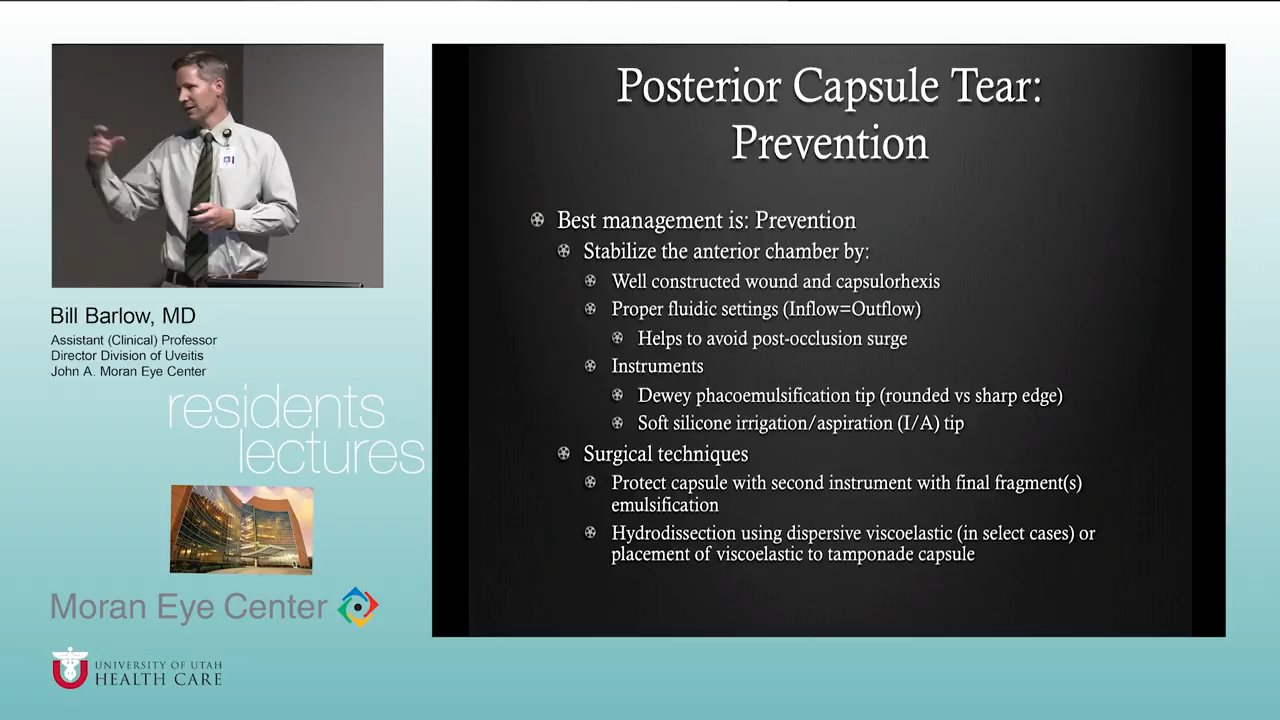 Bill Barlow, MD
Assistant (Clinical) Professor
Director Division of Uveitis
John A. Moran Eye Center
residents
lectures
Moran Eye Center
UNIVERSITY OF UTAH
HEALTH CARE
Posterior Capsule Tear:
Prevention
Best management is: Prevention
Stabilize the anterior chamber by:
Well constructed wound and capsulorhexis
Proper fluidic settings (Inflow=Outflow)
Helps to avoid post-occlusion surge
Instruments
Dewey phacoemulsification tip (rounded vs sharp edge)
Soft silicone irrigation/aspiration (I/A) tip
Surgical techniques
Protect capsule with second instrument with final fragment(s)
emulsification
Hydrodissection using dispersive viscoelastic (in select cases) or
placement of viscoelastic to tamponade capsule